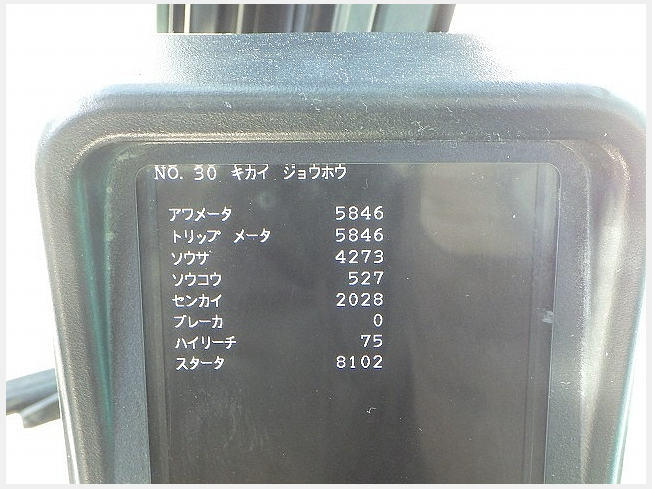 NO. 30 キカイ ジョウホウ
アワメータ 5846
トリップ メータ 5846
ソウサ 4273
ソウコウ 527
センカイ 2028
ブレーカ 0
ハイリーチ 75
スタータ 8102